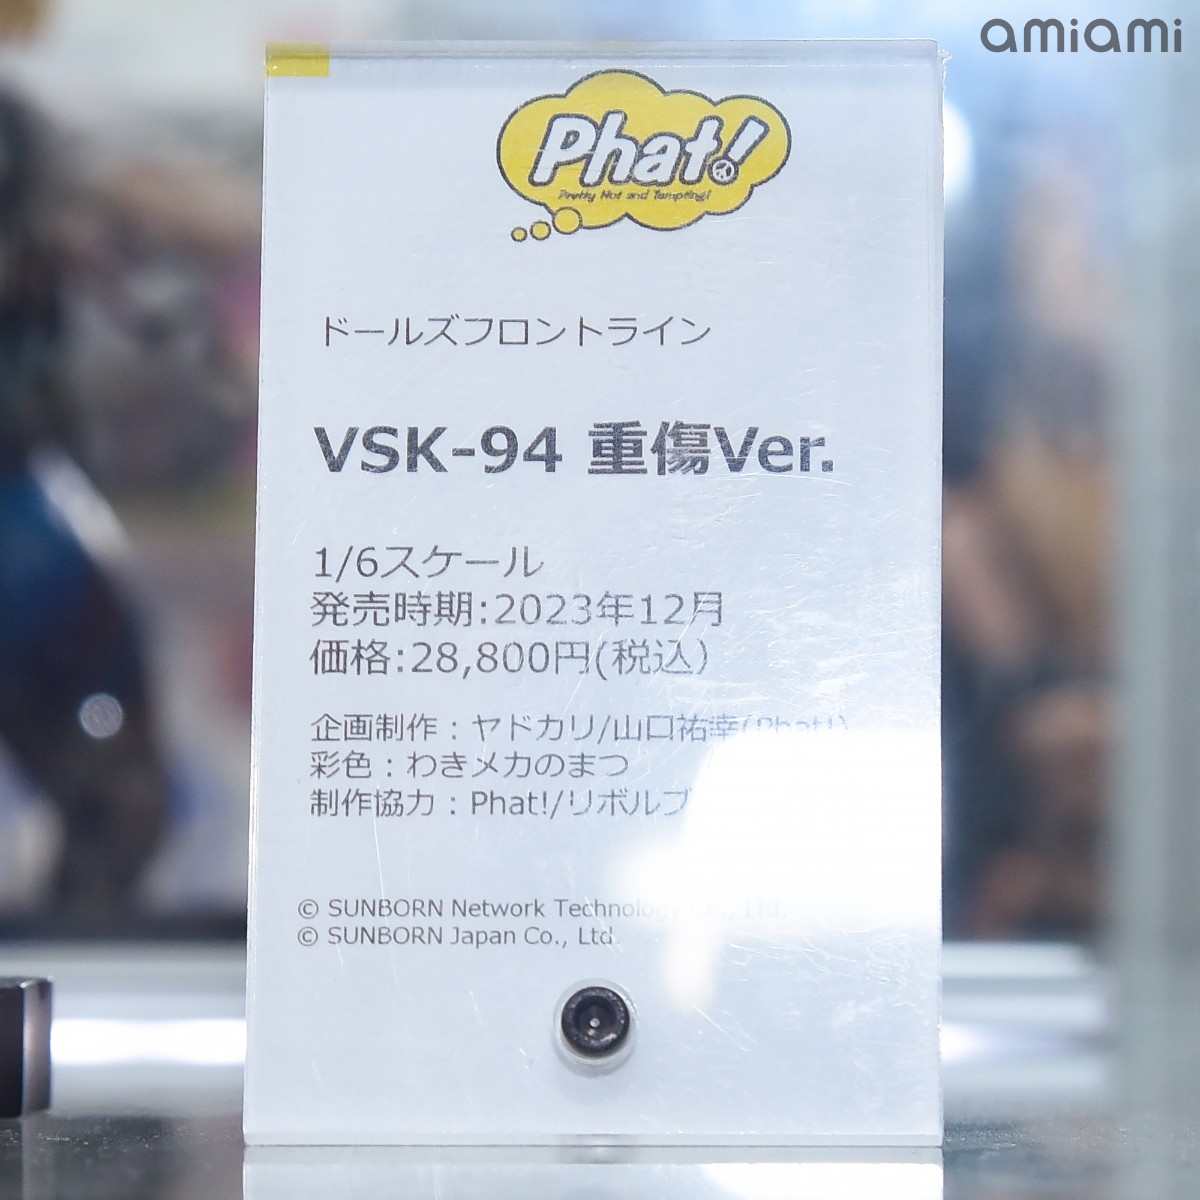 amiami
Phat!
Pretty Hot and Tempting!
ドールズフロントライン
VSK-94 重傷Ver.
1/6スケール
発売時期:2023年12月
価格:28,800円(税込)
企画制作：ヤドカリ/山口祐幸(Phat!)
彩色：わきメカのまつ
制作協力：Phat!/リボルブ
© SUNBORN Network Technology Co., Ltd.
© SUNBORN Japan Co., Ltd.